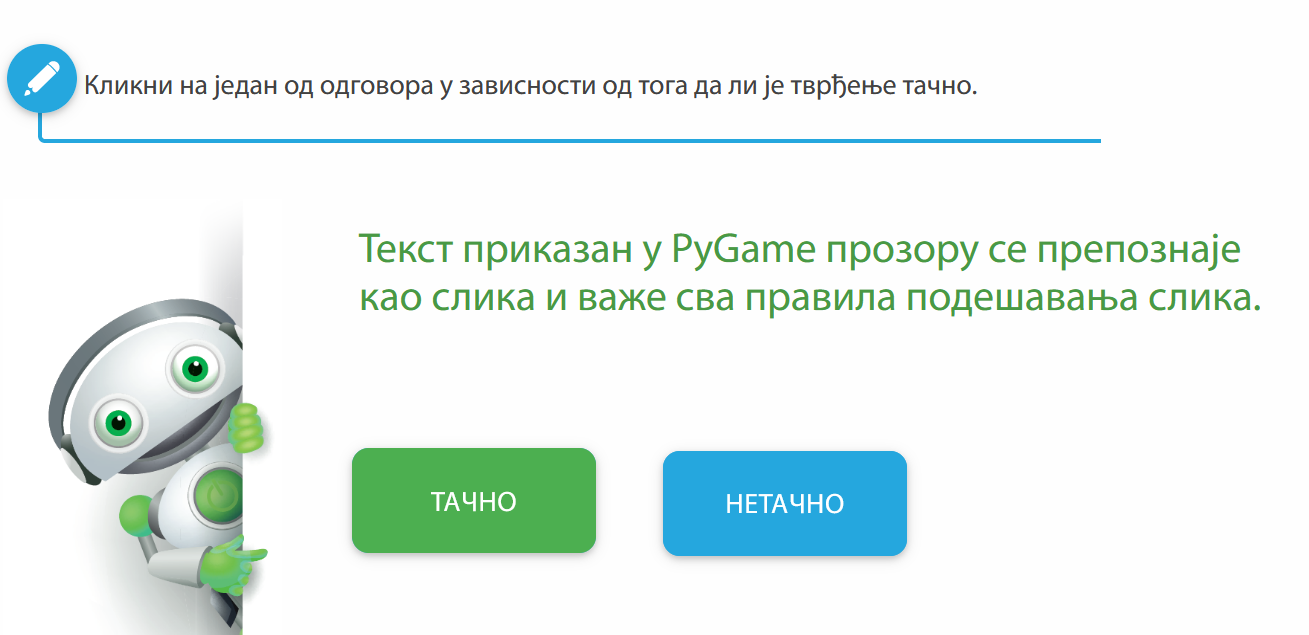 Кликни на један од одговора у зависности од тога да ли је тврђење тачно.
Текст приказан у PyGame прозору се препознаје
као слика и важе сва правила подешавања слика.
ТАЧНО
НЕТАЧНО